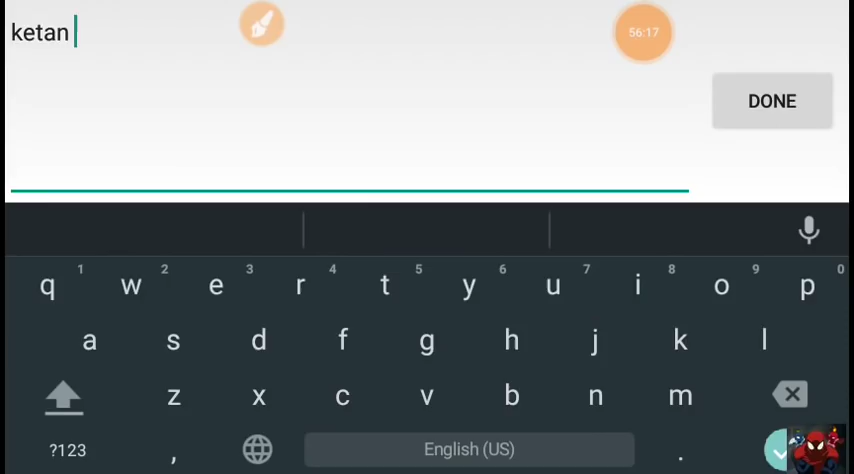 ketan
56:17
DONE
q 1 w 2 e 3 r 4 t 5 y 6 u 7 i 8 o 9 p 0
a s d f g h j k l
z x c v b n m
?123 , English (US) .